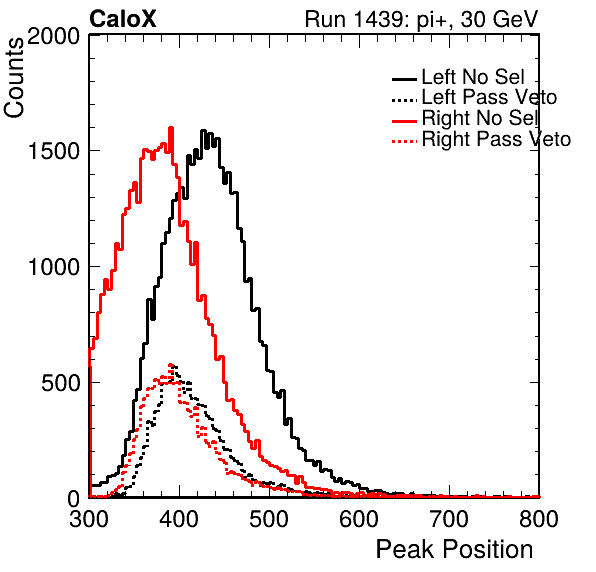 CaloX Run 1439: pi+, 30 GeV
Counts
2000
1500
1000
500
0
Left No Sel
Left Pass Veto
Right No Sel
Right Pass Veto
300 400 500 600 700 800
Peak Position